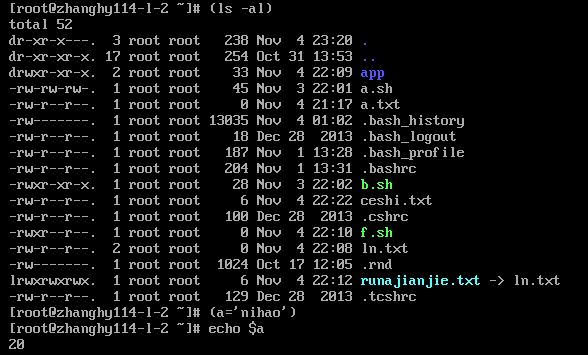 [root@zhanghy114-l-2 ~]# (ls -al)
total 52
dr-xr-x---.  3 root root   238 Nov  4 23:20 .
dr-xr-xr-x. 17 root root   254 Oct 31 13:53 ..
drwxr-xr-x.  2 root root    33 Nov  4 22:09 app
-rw-rw-rw-.  1 root root    45 Nov  3 22:01 a.sh
-rw-r--r--.  1 root root     0 Nov  4 21:17 a.txt
-rw-------.  1 root root 13035 Nov  4 01:02 .bash_history
-rw-r--r--.  1 root root    18 Dec 28  2013 .bash_logout
-rw-r--r--.  1 root root   187 Nov  1 13:28 .bash_profile
-rw-r--r--.  1 root root   204 Nov  1 13:31 .bashrc
-rwxr-xr-x.  1 root root    28 Nov  3 22:02 b.sh
-rw-r--r--.  1 root root     6 Nov  4 22:22 ceshi.txt
-rw-r--r--.  1 root root   100 Dec 28  2013 .cshrc
-rwxr--r--.  1 root root     0 Nov  4 22:10 f.sh
-rw-r--r--.  2 root root     0 Nov  4 22:08 ln.txt
-rw-------.  1 root root  1024 Oct 17 12:05 .rnd
lrwxrwxrwx.  1 root root     6 Nov  4 22:12 runajianjie.txt -> ln.txt
-rw-r--r--.  1 root root   129 Dec 28  2013 .tcshrc
[root@zhanghy114-l-2 ~]# (a='nihao')
[root@zhanghy114-l-2 ~]# echo $a
20